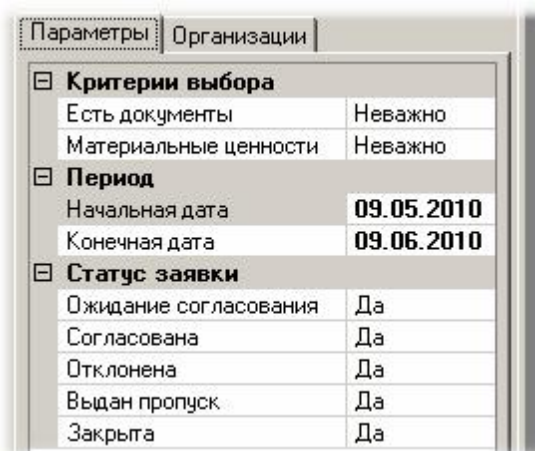 Параметры Организации
Критерии выбора
Есть документы Неважно
Материальные ценности Неважно
Период
Начальная дата 09.05.2010
Конечная дата 09.06.2010
Статус заявки
Ожидание согласования Да
Согласована Да
Отклонена Да
Выдан пропуск Да
Закрыта Да